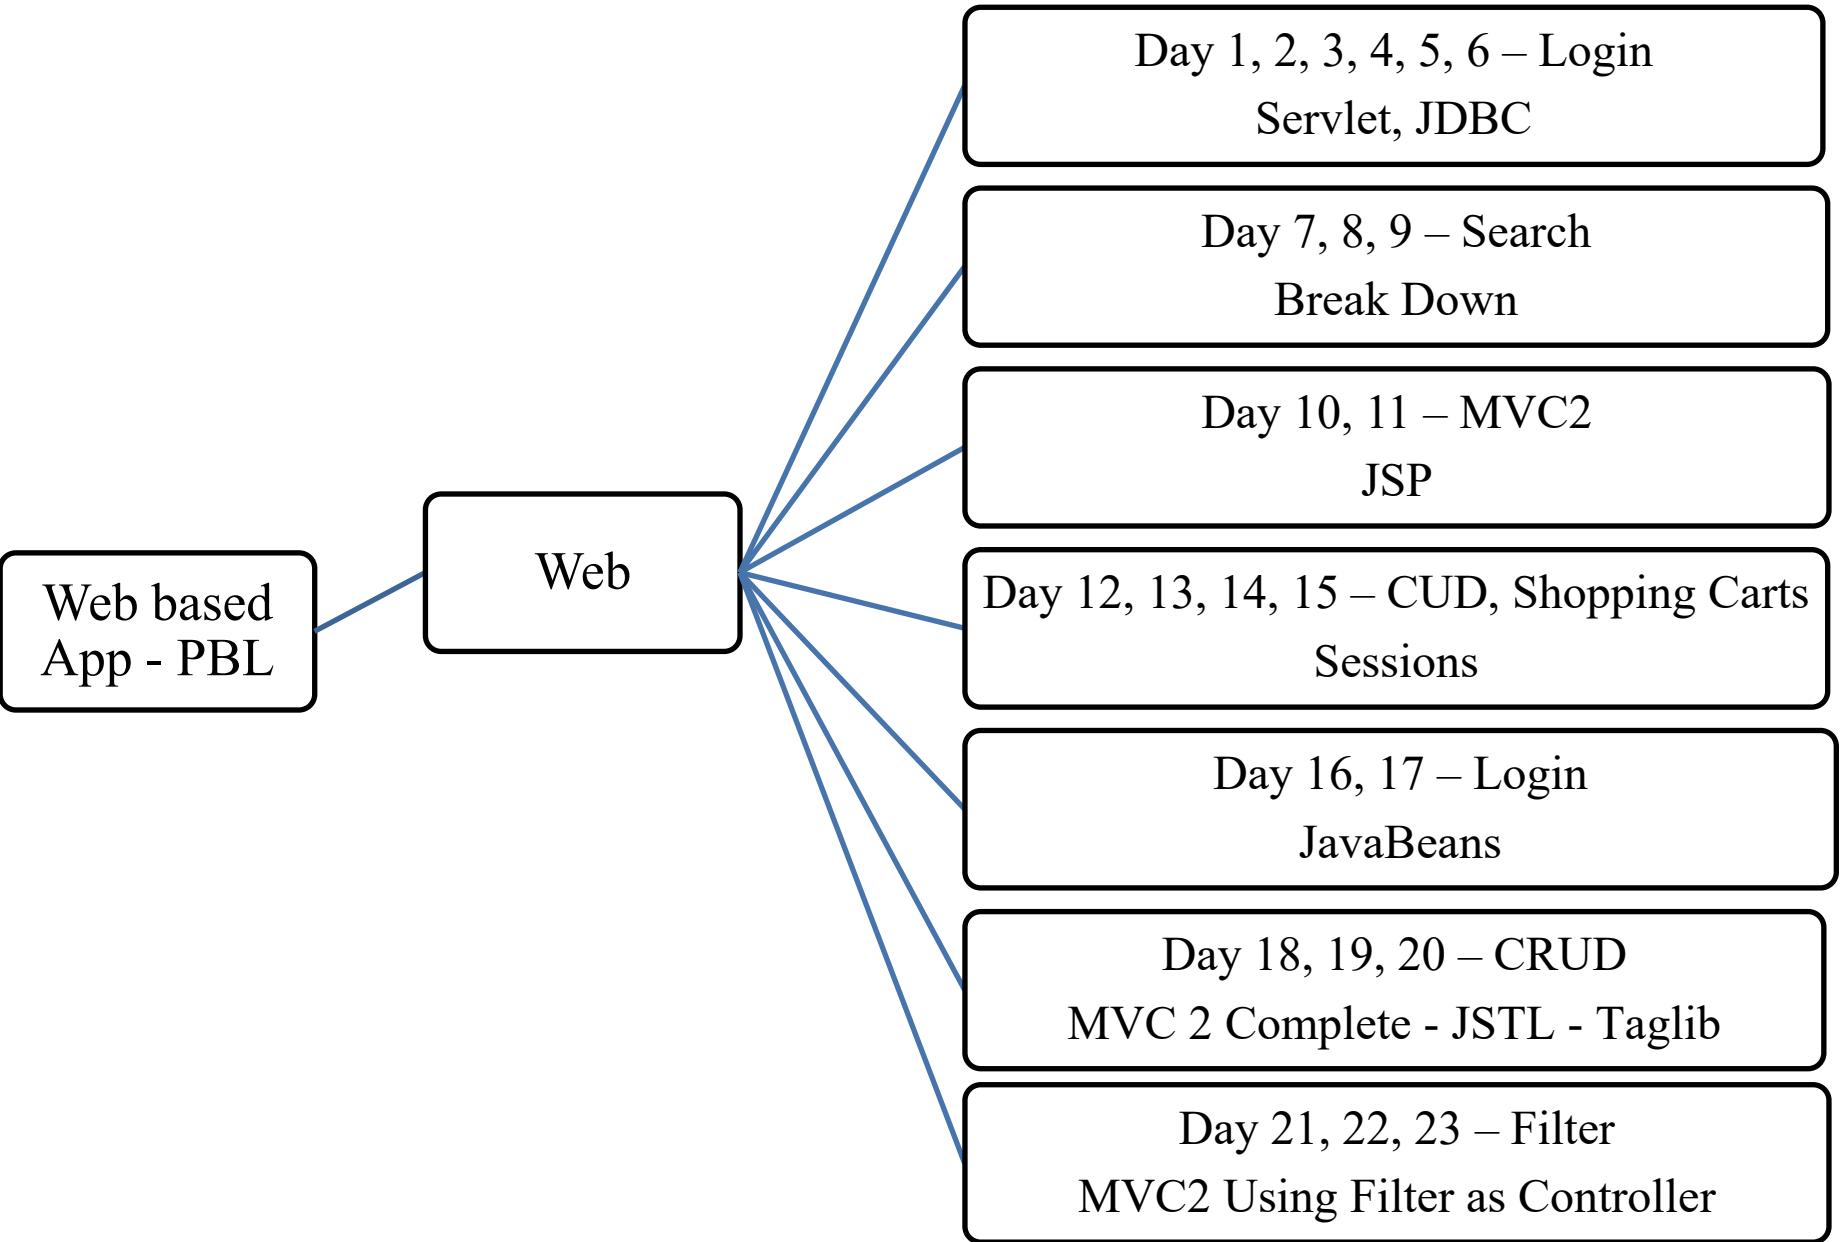 Web based
App - PBL
Web
Day 1, 2, 3, 4, 5, 6 – Login
Servlet, JDBC
Day 7, 8, 9 – Search
Break Down
Day 10, 11 – MVC2
JSP
Day 12, 13, 14, 15 – CUD, Shopping Carts
Sessions
Day 16, 17 – Login
JavaBeans
Day 18, 19, 20 – CRUD
MVC 2 Complete - JSTL - Taglib
Day 21, 22, 23 – Filter
MVC2 Using Filter as Controller